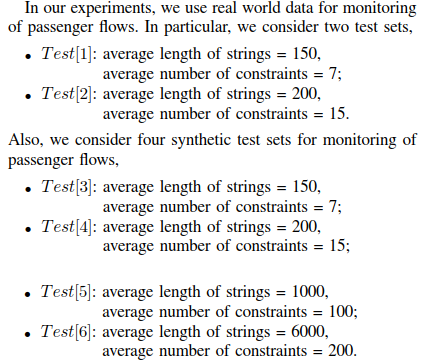 In our experiments, we use real world data for monitoring
of passenger flows. In particular, we consider two test sets,
• Test[1]: average length of strings = 150,
average number of constraints = 7;
• Test[2]: average length of strings = 200,
average number of constraints = 15.
Also, we consider four synthetic test sets for monitoring of
passenger flows,
• Test[3]: average length of strings = 150,
average number of constraints = 7;
• Test[4]: average length of strings = 200,
average number of constraints = 15;
• Test[5]: average length of strings = 1000,
average number of constraints = 100;
• Test[6]: average length of strings = 6000,
average number of constraints = 200.